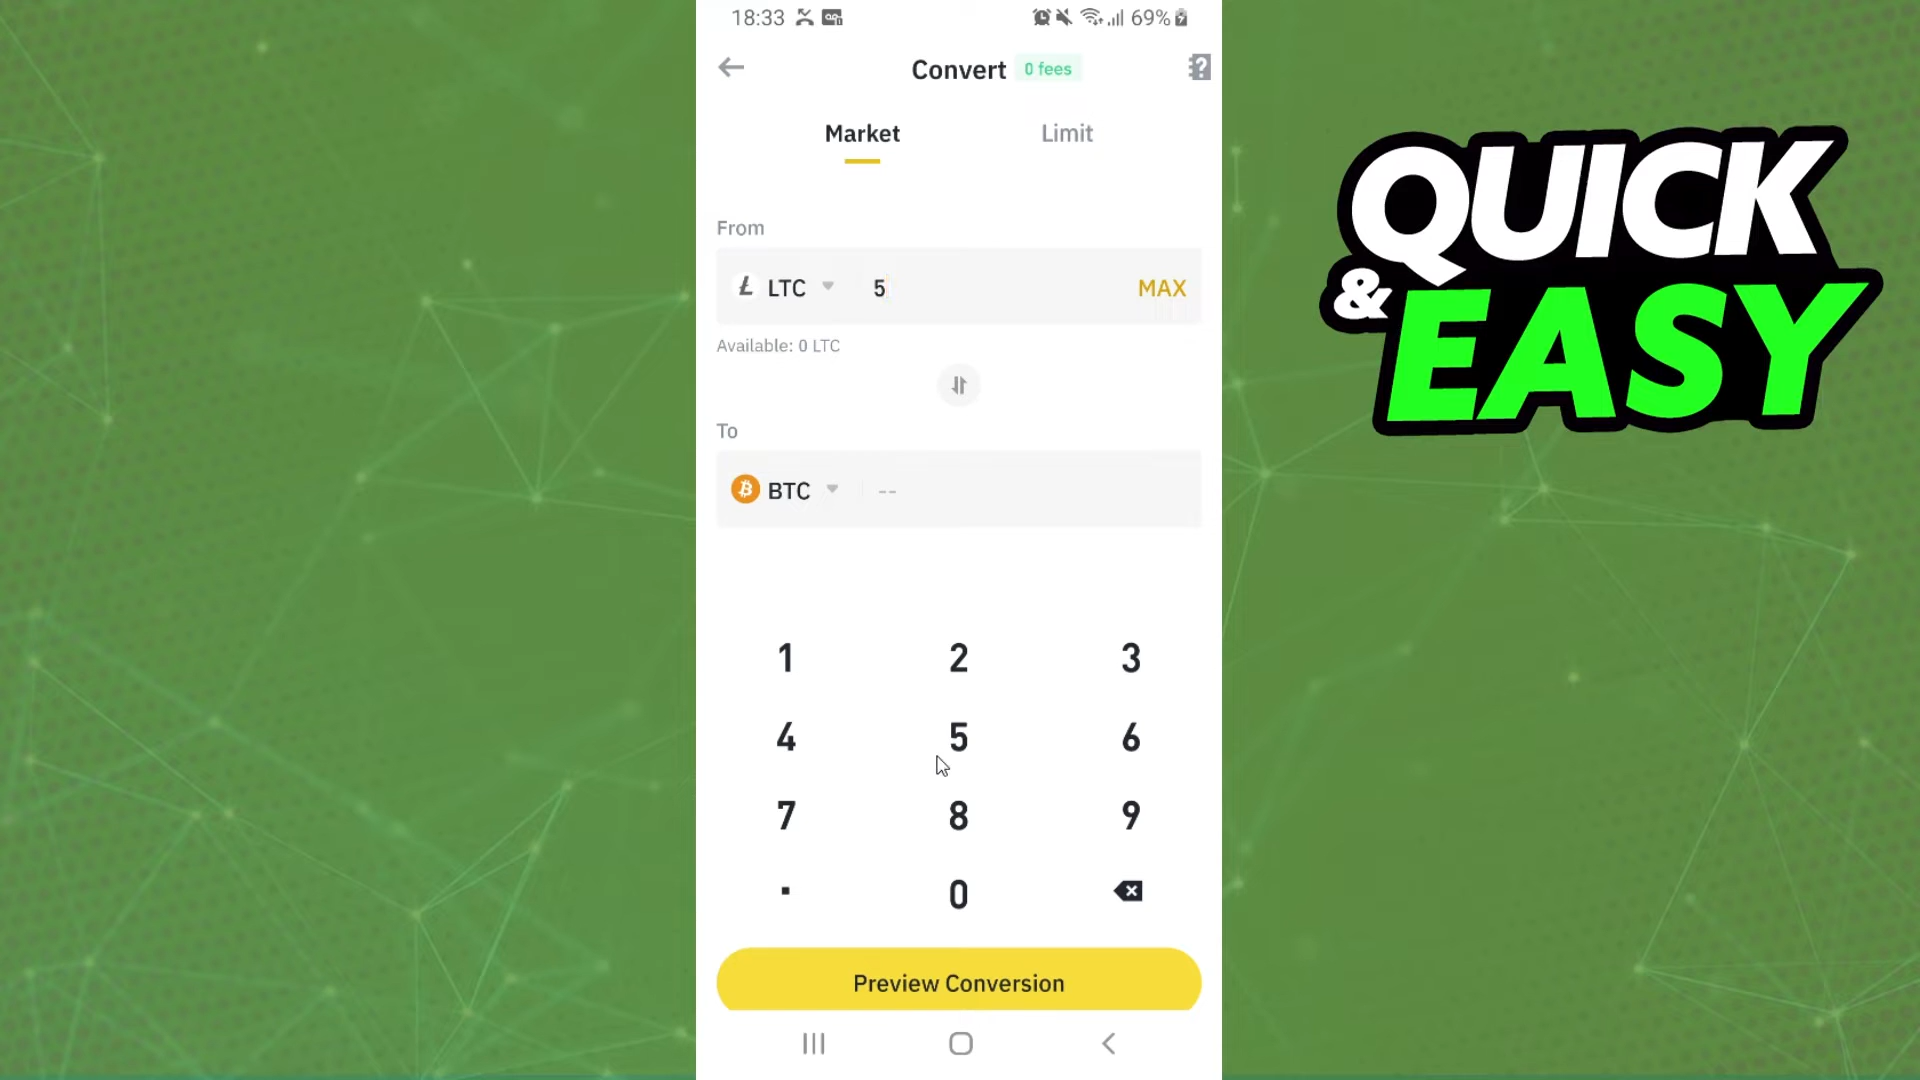 18:33 69%
Convert 0 fees
Market Limit
From
LTC 5 MAX
Available: 0 LTC
To
BTC --
1 2 3
4 5 6
7 8 9
. 0
Preview Conversion
QUICK
& EASY